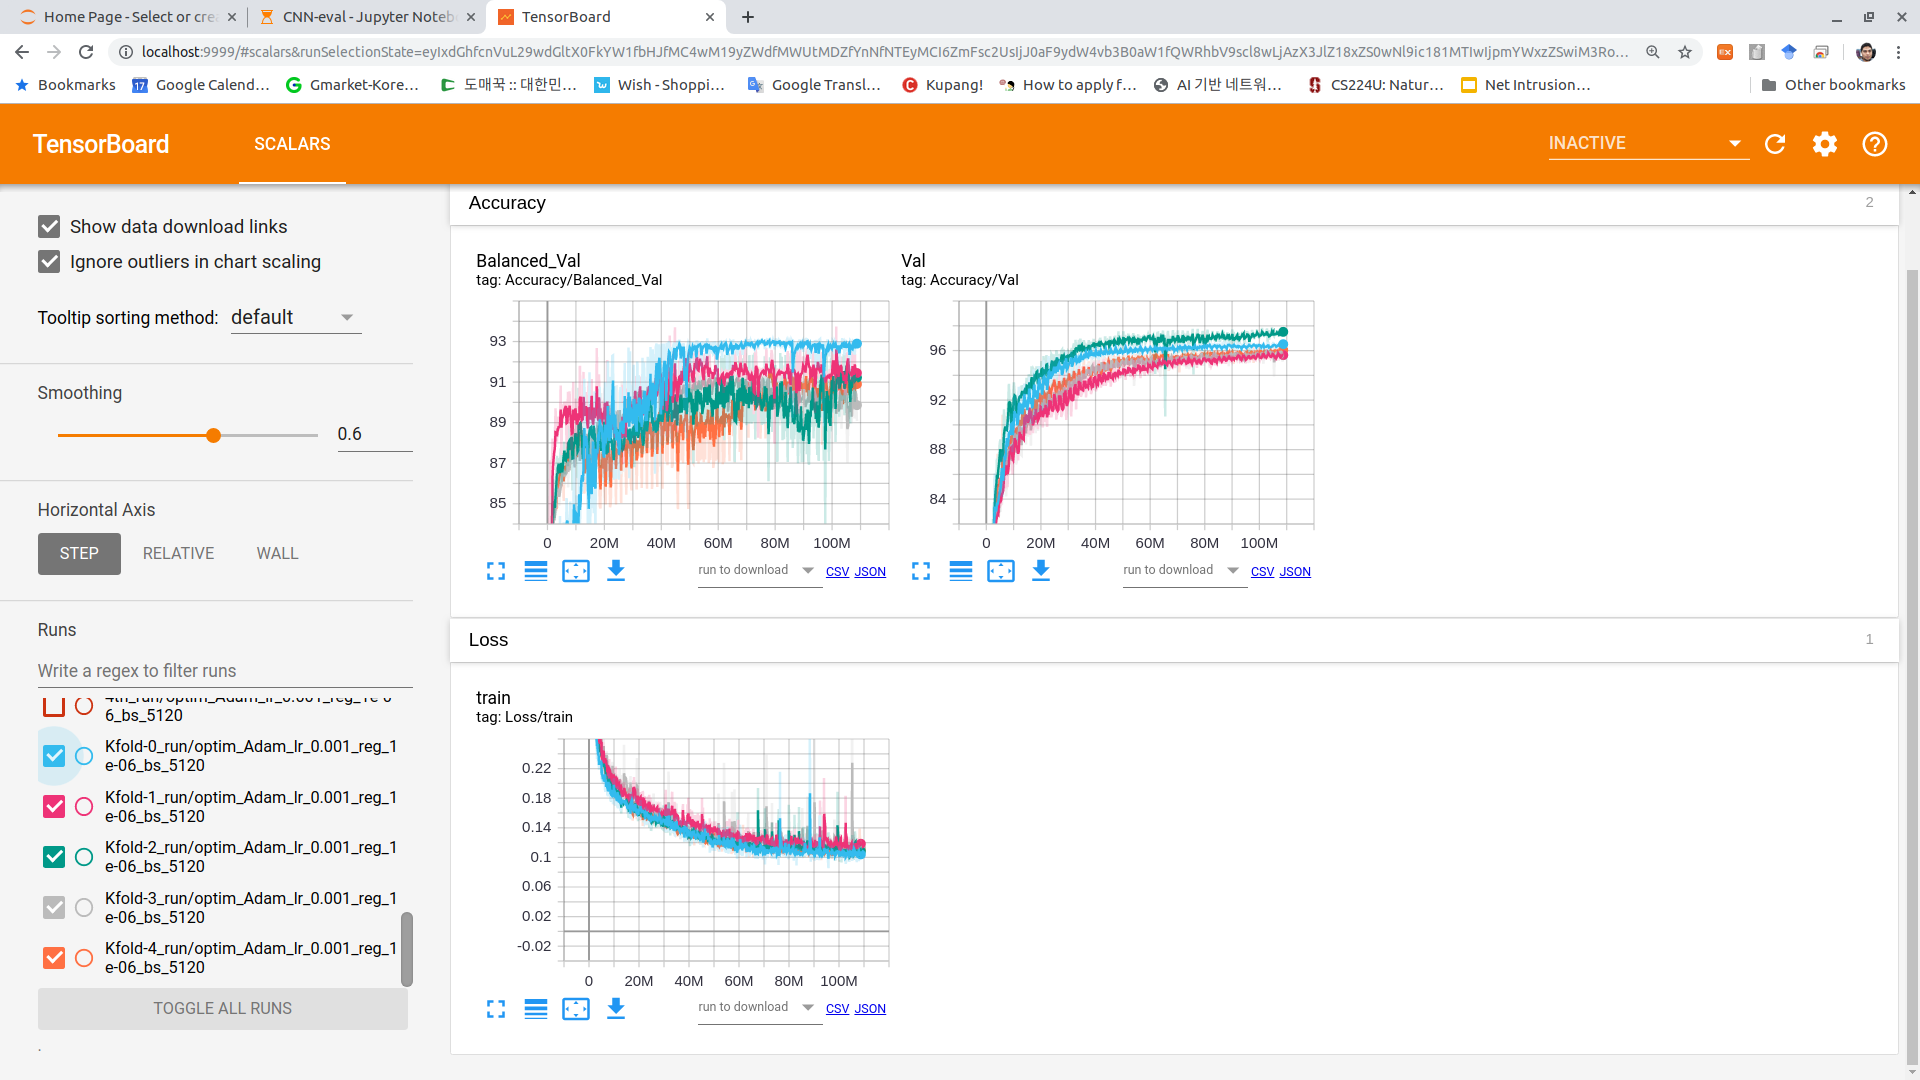 Home Page - Select or crea
CNN-eval - Jupyter Noteb
TensorBoard
Bookmarks
17
Google Calend...
Gmarket-Kore...
도매꾹 :: 대한민...
Wish - Shoppi...
Google Transl...
Kupang!
How to apply f...
AI 기반 네트워...
CS224U: Natur...
Net Intrusion...
Other bookmarks
TensorBoard
SCALARS
INACTIVE
Show data download links
Ignore outliers in chart scaling
Tooltip sorting method: default
Smoothing
0.6
Horizontal Axis
STEP RELATIVE WALL
Runs
Write a regex to filter runs
4th_run/optim_Adam_lr_0.001_reg_1e-0
6_bs_5120
Kfold-0_run/optim_Adam_lr_0.001_reg_1
e-06_bs_5120
Kfold-1_run/optim_Adam_lr_0.001_reg_1
e-06_bs_5120
Kfold-2_run/optim_Adam_lr_0.001_reg_1
e-06_bs_5120
Kfold-3_run/optim_Adam_lr_0.001_reg_1
e-06_bs_5120
Kfold-4_run/optim_Adam_lr_0.001_reg_1
e-06_bs_5120
TOGGLE ALL RUNS
.
Accuracy
2
Balanced_Val
tag: Accuracy/Balanced_Val
93
91
89
87
85
0 20M 40M 60M 80M 100M
run to download CSV JSON
Val
tag: Accuracy/Val
96
92
88
84
0 20M 40M 60M 80M 100M
run to download CSV JSON
Loss
1
train
tag: Loss/train
0.22
0.18
0.14
0.1
0.06
0.02
-0.02
0 20M 40M 60M 80M 100M
run to download CSV JSON